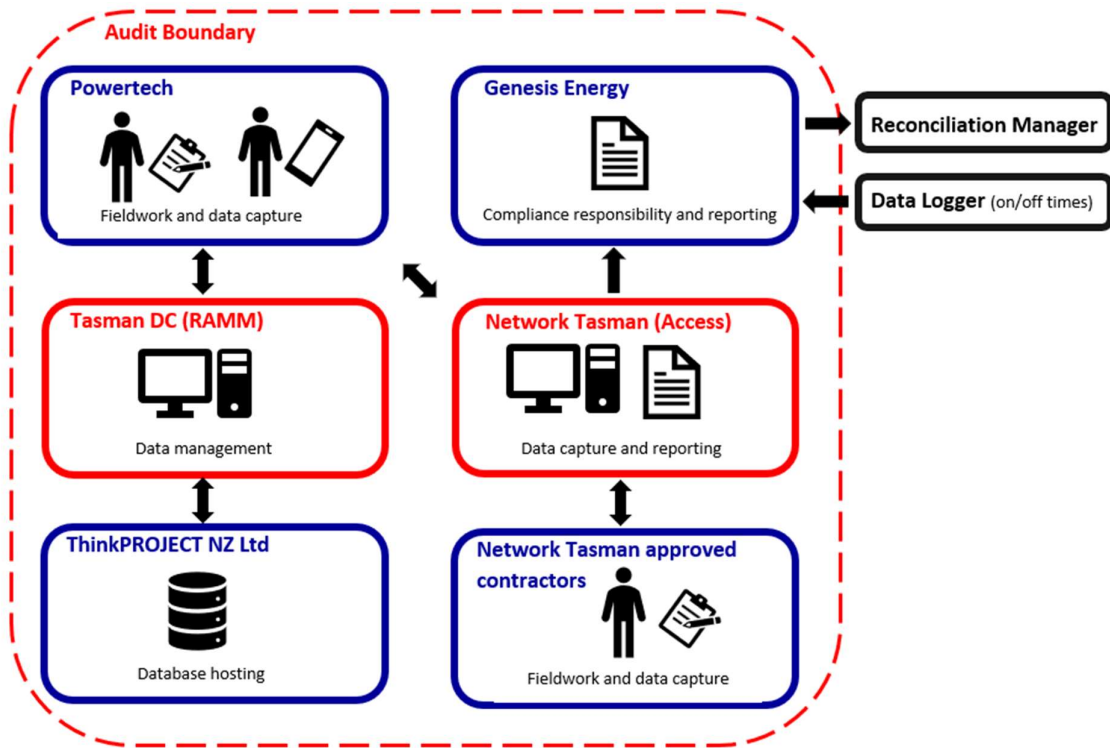 Audit Boundary
Powertech
Fieldwork and data capture
Genesis Energy
Compliance responsibility and reporting
Reconciliation Manager
Data Logger (on/off times)
Tasman DC (RAMM)
Data management
Network Tasman (Access)
Data capture and reporting
ThinkPROJECT NZ Ltd
Database hosting
Network Tasman approved
contractors
Fieldwork and data capture